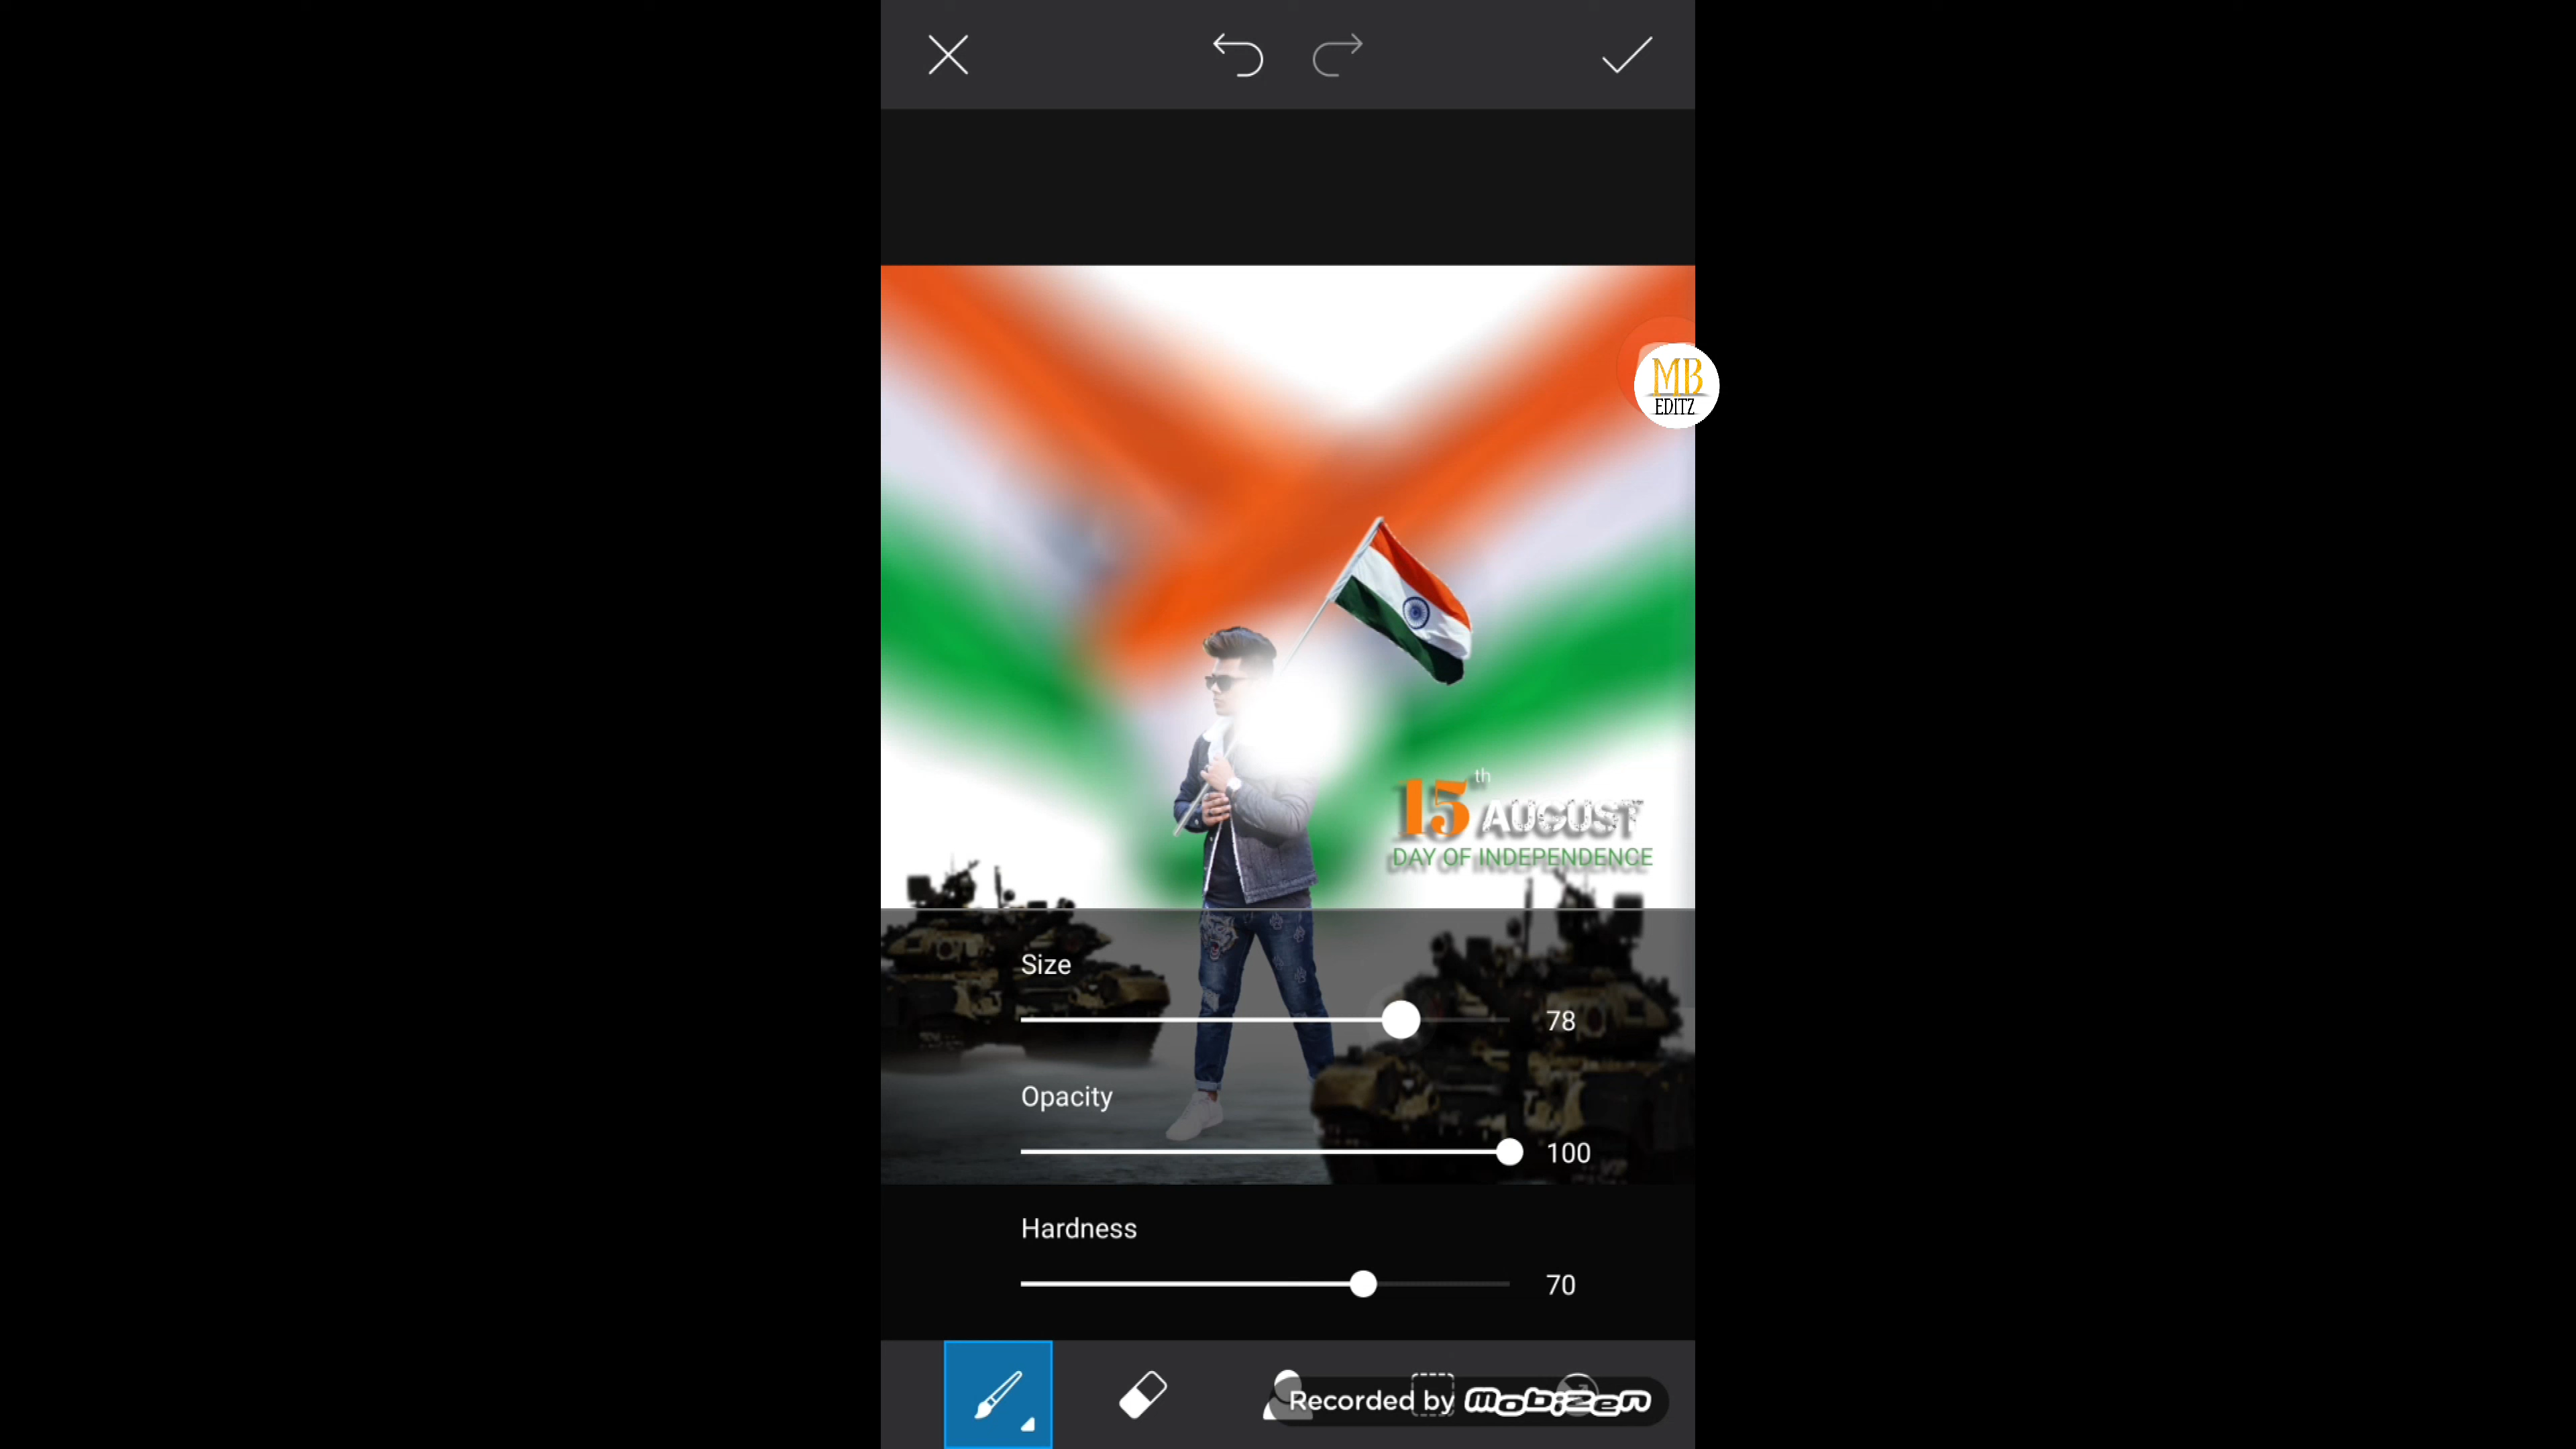 MB
EDITZ
15th AUGUST
DAY OF INDEPENDENCE
Size
78
Opacity
100
Hardness
70
Recorded by Mobizen